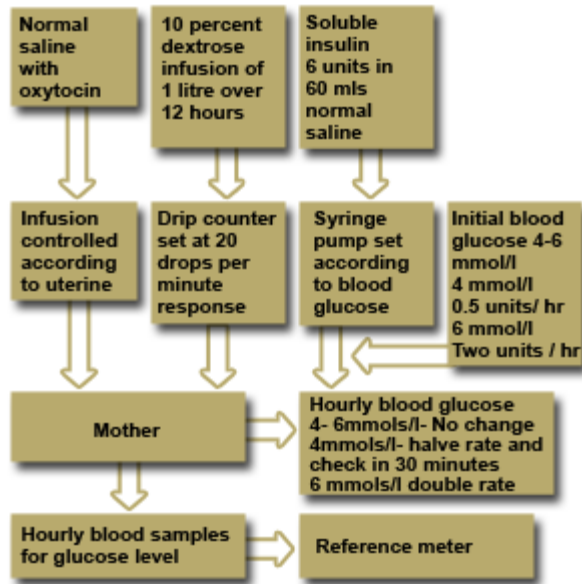 Normal
saline
with
oxytocin
10 percent
dextrose
infusion of
1 litre over
12 hours
Soluble
insulin
6 units in
60 mls
normal
saline
Infusion
controlled
according
to uterine
Drip counter
set at 20
drops per
minute
response
Syringe
pump set
according
to blood
glucose
Initial blood
glucose 4-6
mmol/l
4 mmol/l
0.5 units/ hr
6 mmol/l
Two units / hr
Mother
Hourly blood glucose
4- 6mmols/l- No change
4mmols/l- halve rate and
check in 30 minutes
6 mmols/l double rate
Hourly blood samples
for glucose level
Reference meter